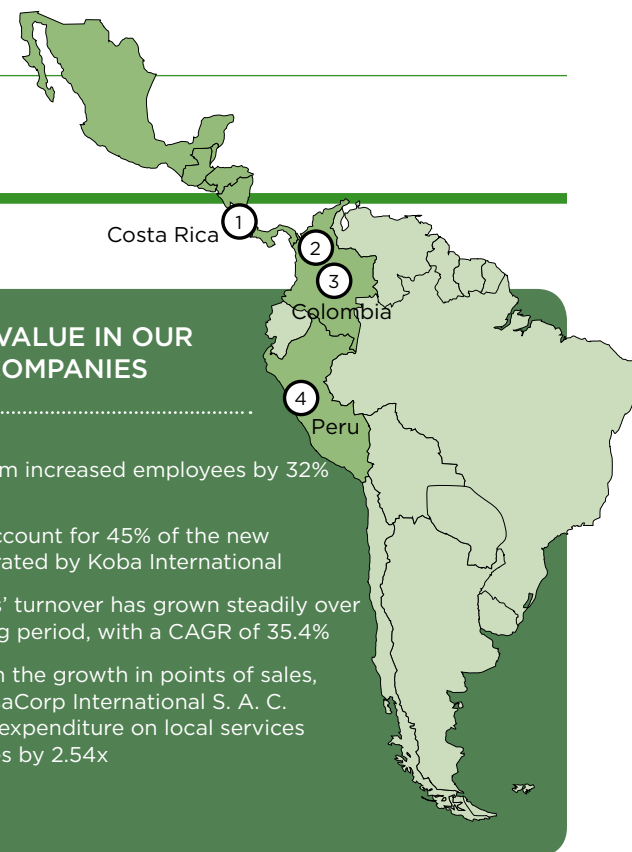 1
Costa Rica
2
3
Colombia
VALUE IN OUR
OMPANIES
4
Peru
m increased employees by 32%
ccount for 45% of the new
rated by Koba International
s’ turnover has grown steadily over
g period, with a CAGR of 35.4%
n the growth in points of sales,
saCorp International S. A. C.
expenditure on local services
es by 2.54x